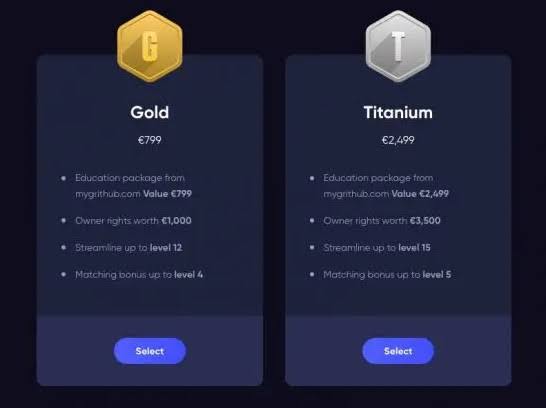 G
Gold
€799
Education package from
mygrithub.com Value €799
Owner rights worth €1,000
Streamline up to level 12
Matching bonus up to level 4
Select
T
Titanium
€2,499
Education package from
mygrithub.com Value €2,499
Owner rights worth €3,500
Streamline up to level 15
Matching bonus up to level 5
Select